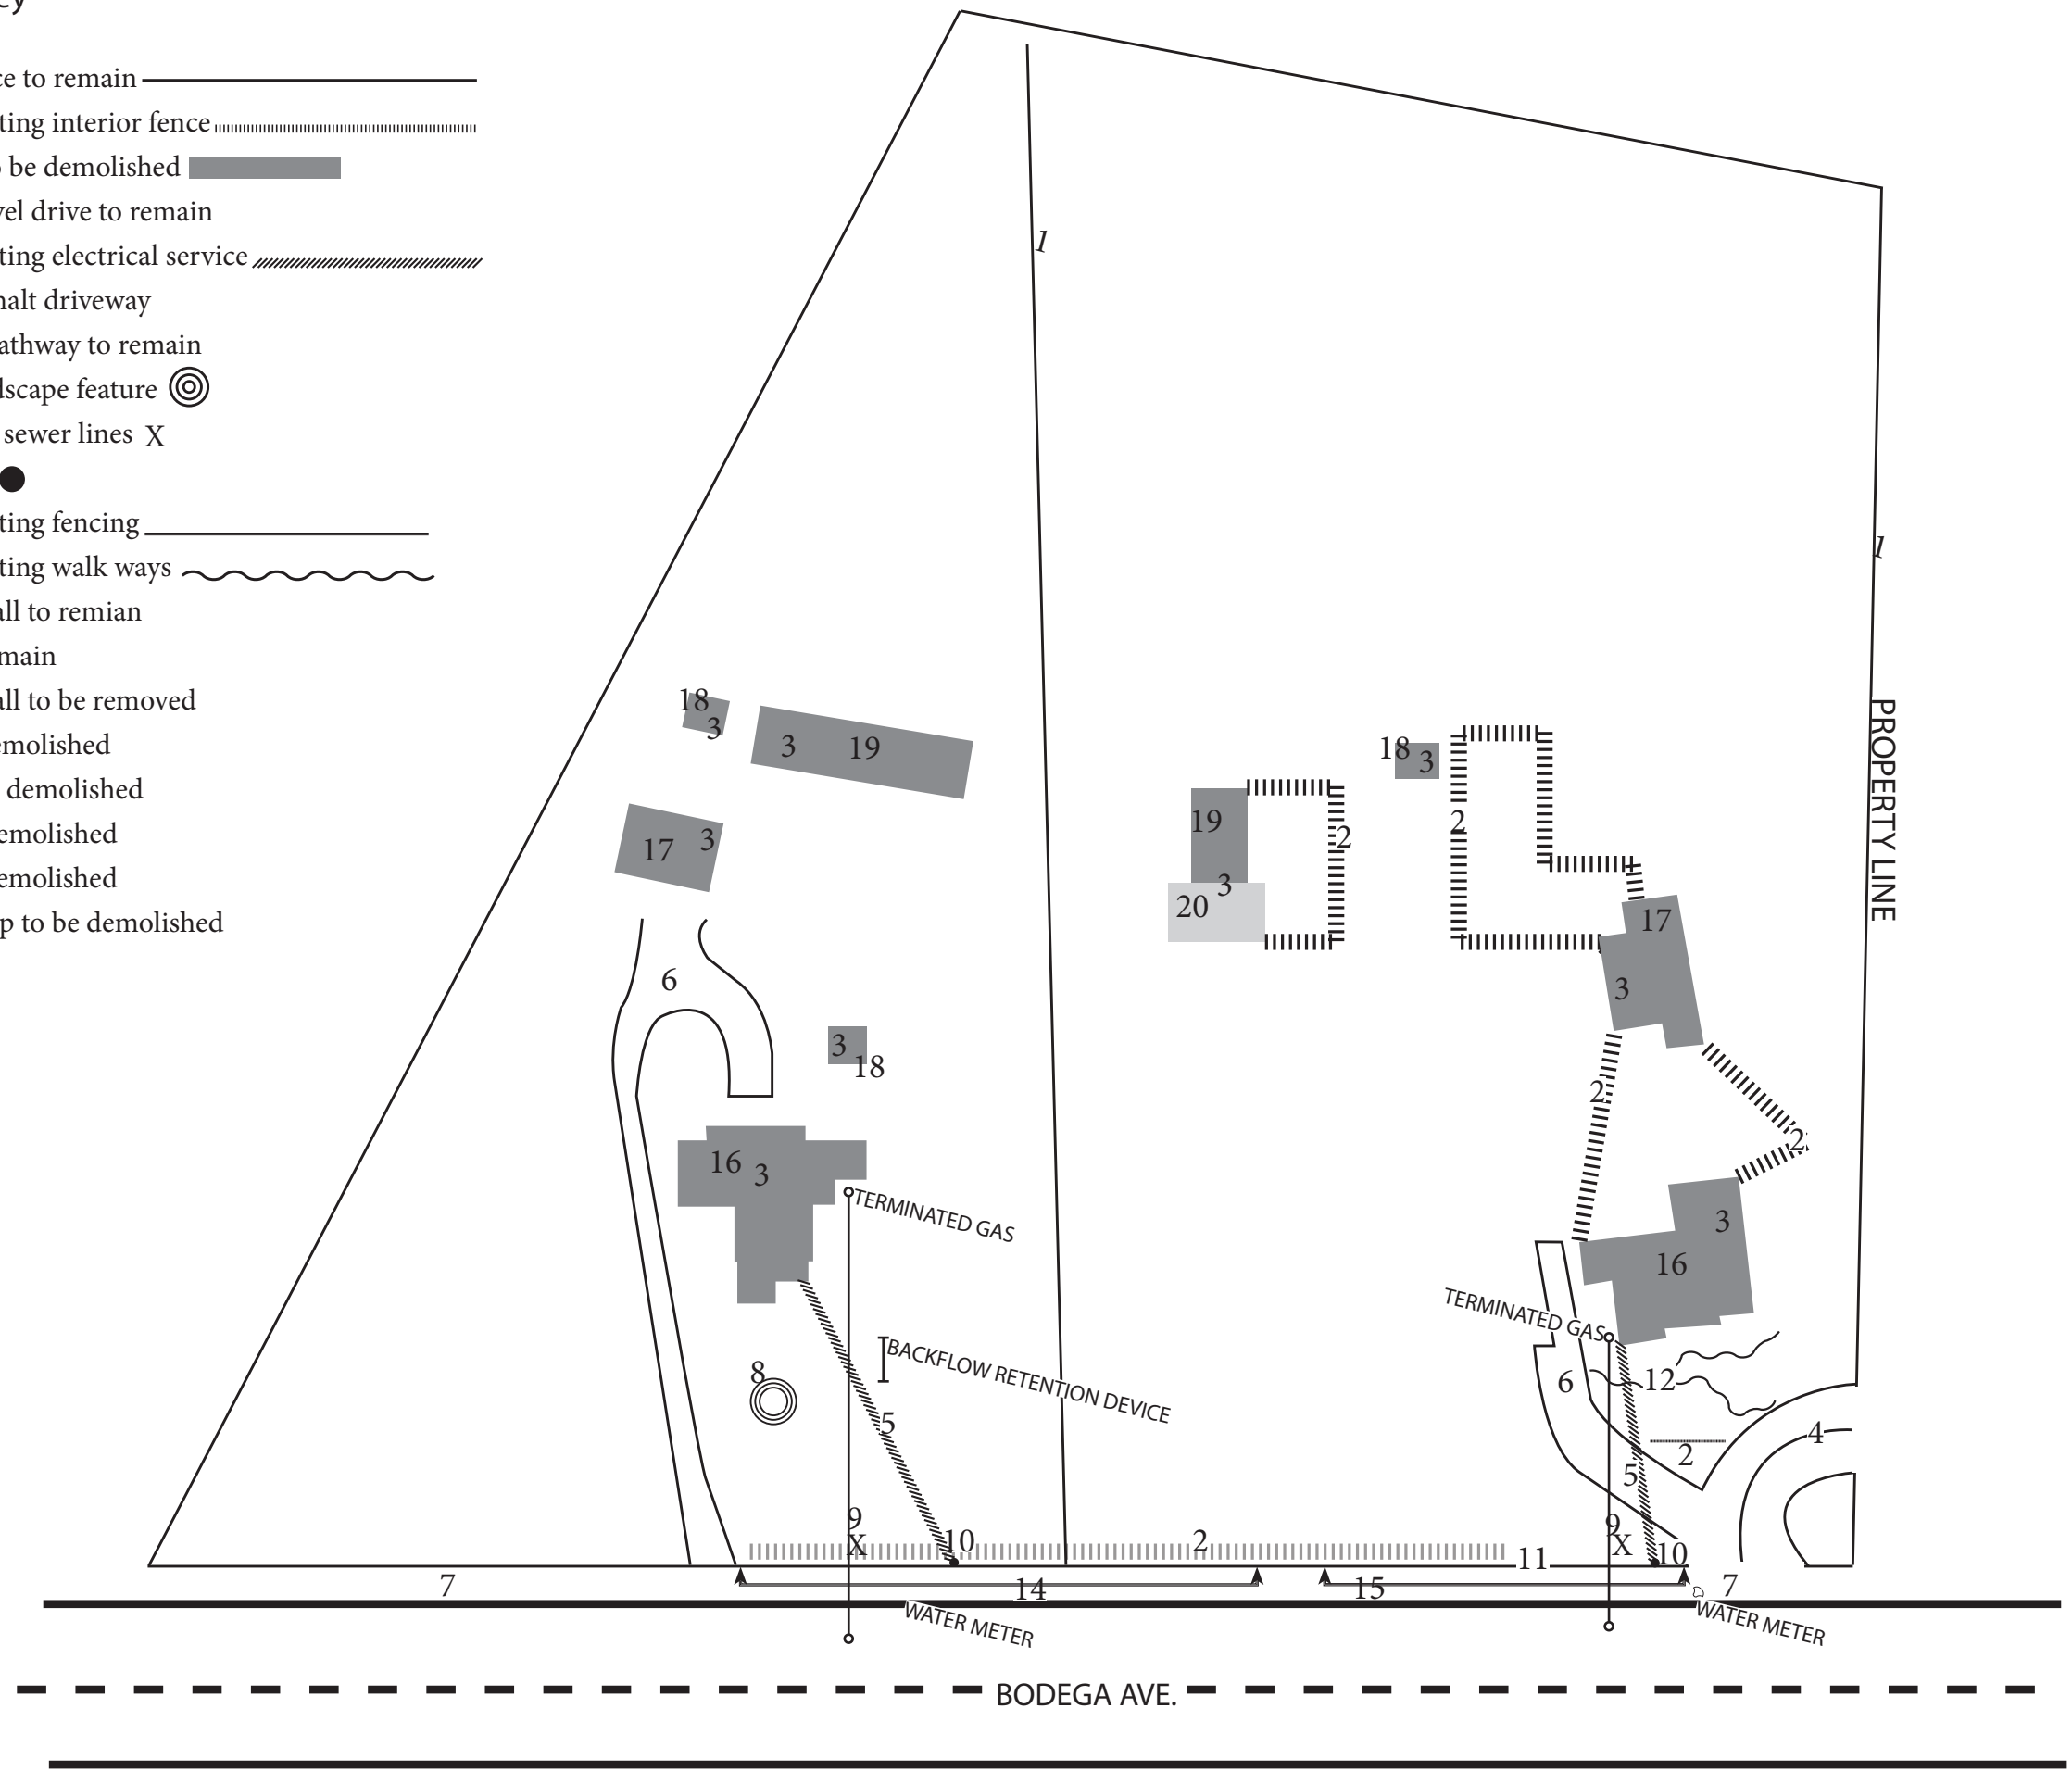 ce to remain
ting interior fence
be demolished
vel drive to remain
ting electrical service
halt driveway
athway to remain
dscape feature
sewer lines X
ting fencing
ting walk ways
all to remian
main
all to be removed
emolished
demolished
emolished
emolished
p to be demolished
1
1
PROPERTY LINE
18
3
3 19
17 3
18 3
2
2
19
3
20
17
3
6
3
18
2
2
16 3
TERMINATED GAS
3
16
TERMINATED GAS
BACKFLOW RETENTION DEVICE
8
5
6
12
4
2
5
9
X
10
2
11
9
X
10
7
14
15
7
WATER METER
WATER METER
BODEGA AVE.